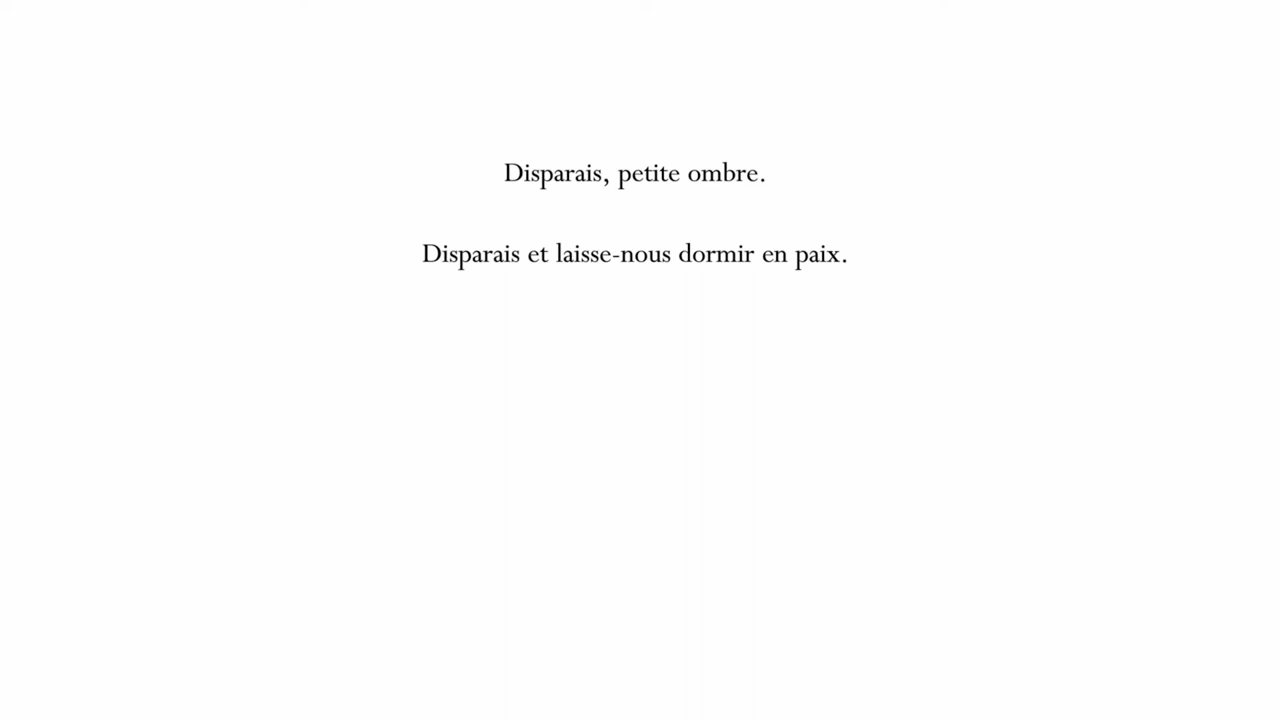 Disparais, petite ombre.
Disparais et laisse-nous dormir en paix.